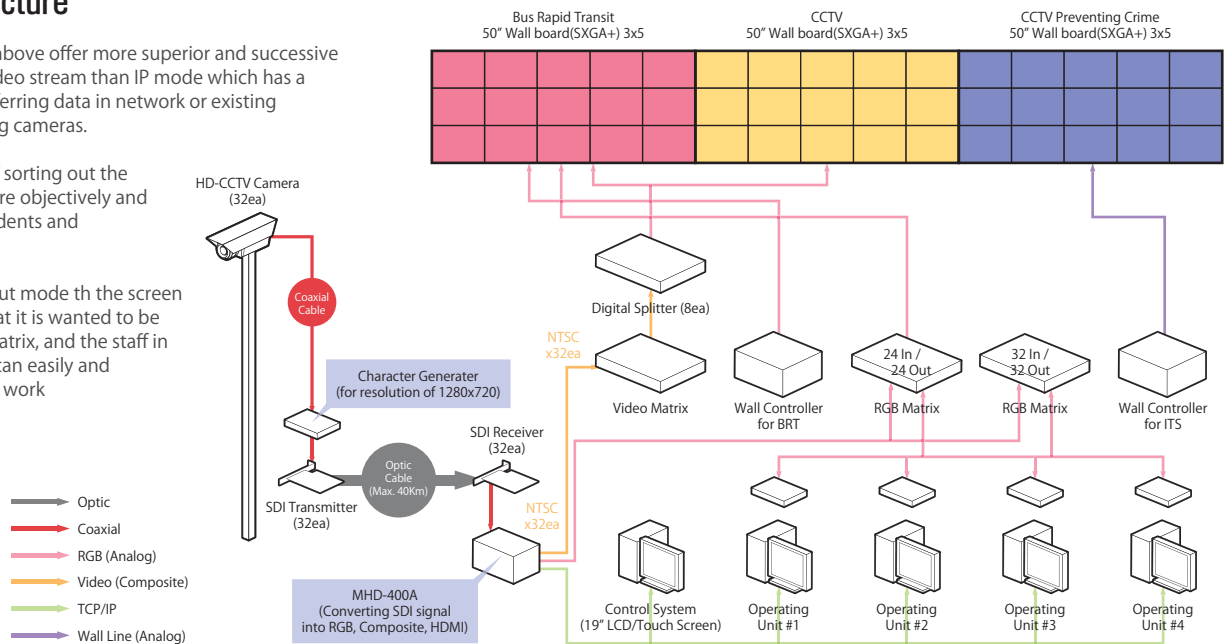 cture
above offer more superior and successive
deo stream than IP mode which has a
ferring data in network or existing
g cameras.
f sorting out the
re objectively and
dents and
ut mode th the screen
at it is wanted to be
atrix, and the staff in
can easily and
work
Bus Rapid Transit
50” Wall board(SXGA+) 3x5
CCTV
50” Wall board(SXGA+) 3x5
CCTV Preventing Crime
50” Wall board(SXGA+) 3x5
HD-CCTV Camera
(32ea)
Coaxial
Cable
Character Generater
(for resolution of 1280x720)
SDI Transmitter
(32ea)
Optic
Cable
(Max. 40Km)
SDI Receiver
(32ea)
NTSC
x32ea
NTSC
x32ea
MHD-400A
(Converting SDI signal
into RGB, Composite, HDMI)
Digital Splitter (8ea)
Video Matrix
Wall Controller
for BRT
24 In /
24 Out
RGB Matrix
32 In /
32 Out
RGB Matrix
Wall Controller
for ITS
Control System
(19” LCD/Touch Screen)
Operating
Unit #1
Operating
Unit #2
Operating
Unit #3
Operating
Unit #4
Optic
Coaxial
RGB (Analog)
Video (Composite)
TCP/IP
Wall Line (Analog)